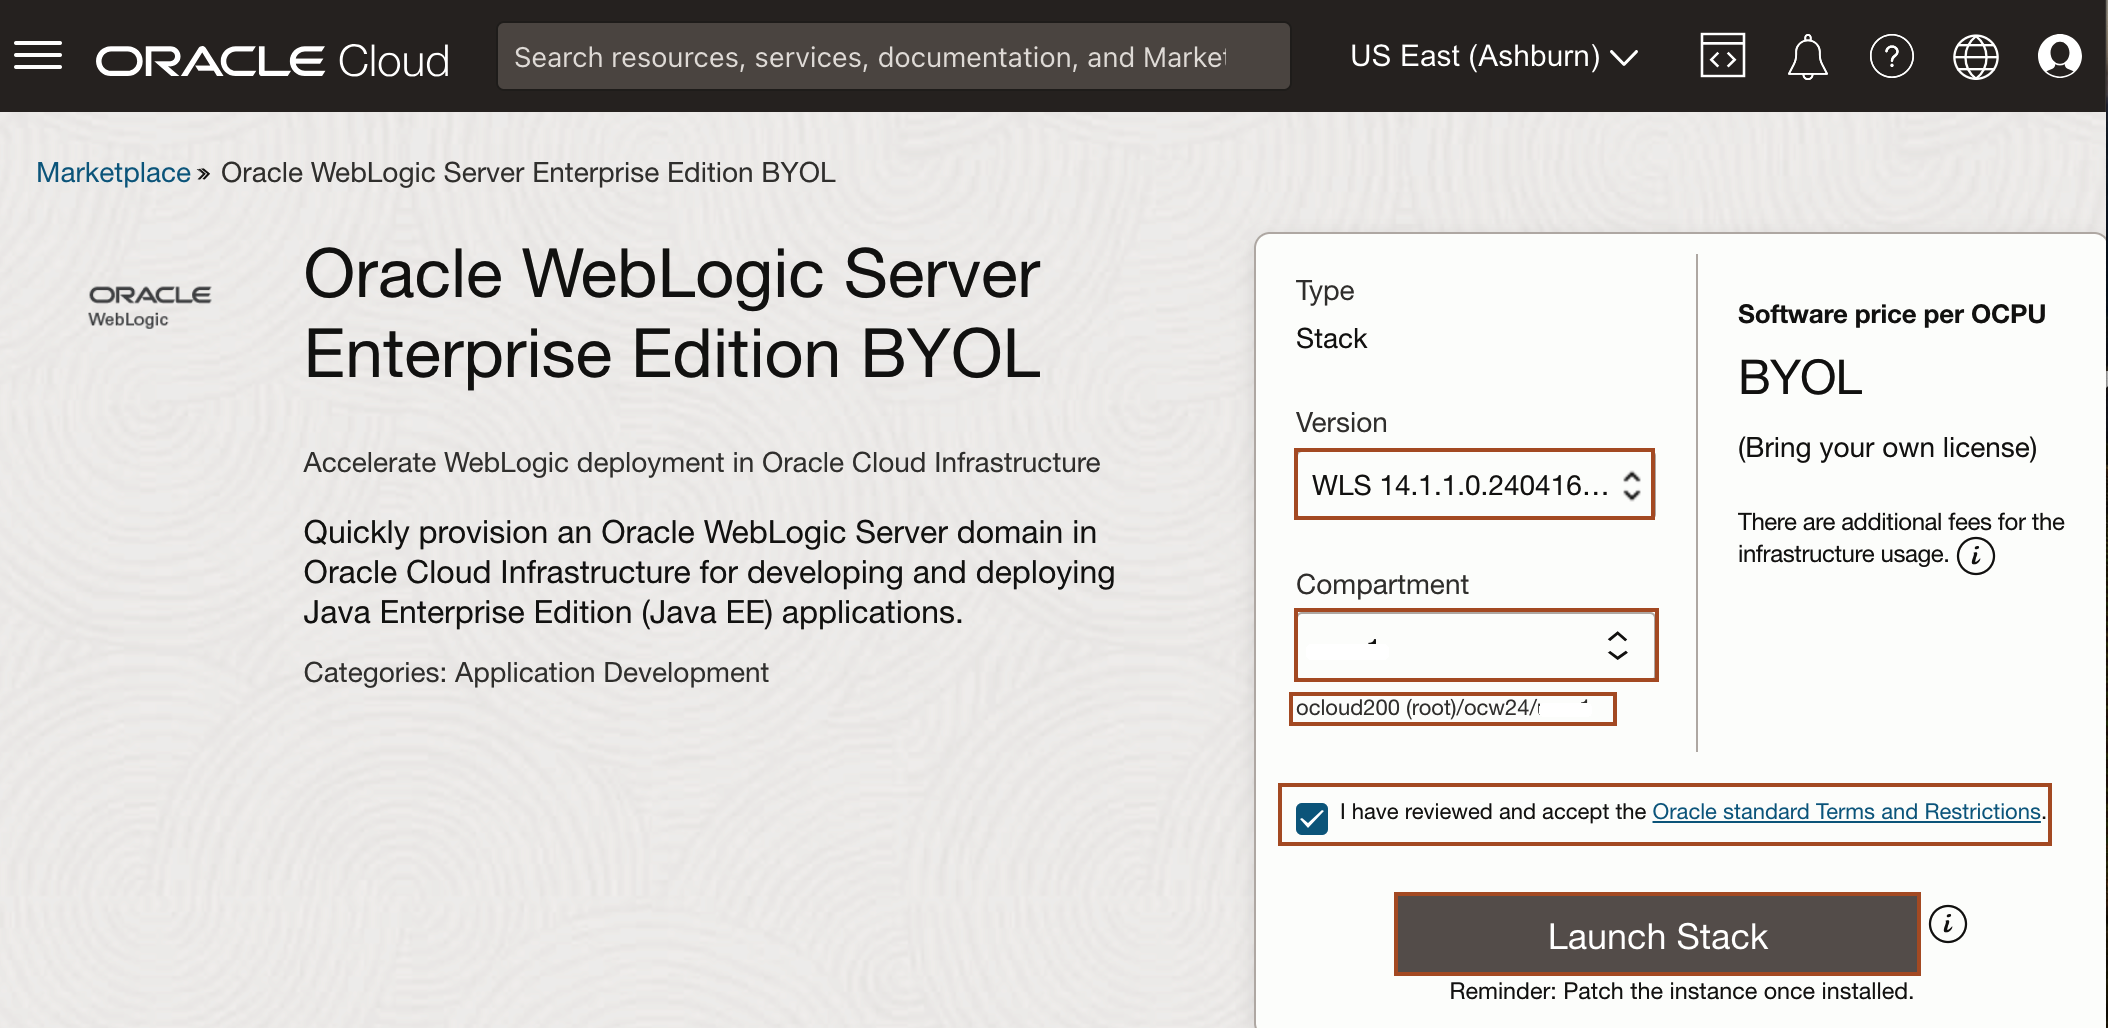 ORACLE Cloud
Search resources, services, documentation, and Market
US East (Ashburn)
Marketplace » Oracle WebLogic Server Enterprise Edition BYOL
ORACLE
WebLogic
Oracle WebLogic Server
Enterprise Edition BYOL
Accelerate WebLogic deployment in Oracle Cloud Infrastructure
Quickly provision an Oracle WebLogic Server domain in
Oracle Cloud Infrastructure for developing and deploying
Java Enterprise Edition (Java EE) applications.
Categories: Application Development
Type
Stack
Version
WLS 14.1.1.0.240416...
Compartment
ocloud200 (root)/ocw24/
Software price per OCPU
BYOL
(Bring your own license)
There are additional fees for the
infrastructure usage.
I have reviewed and accept the Oracle standard Terms and Restrictions.
Launch Stack
Reminder: Patch the instance once installed.